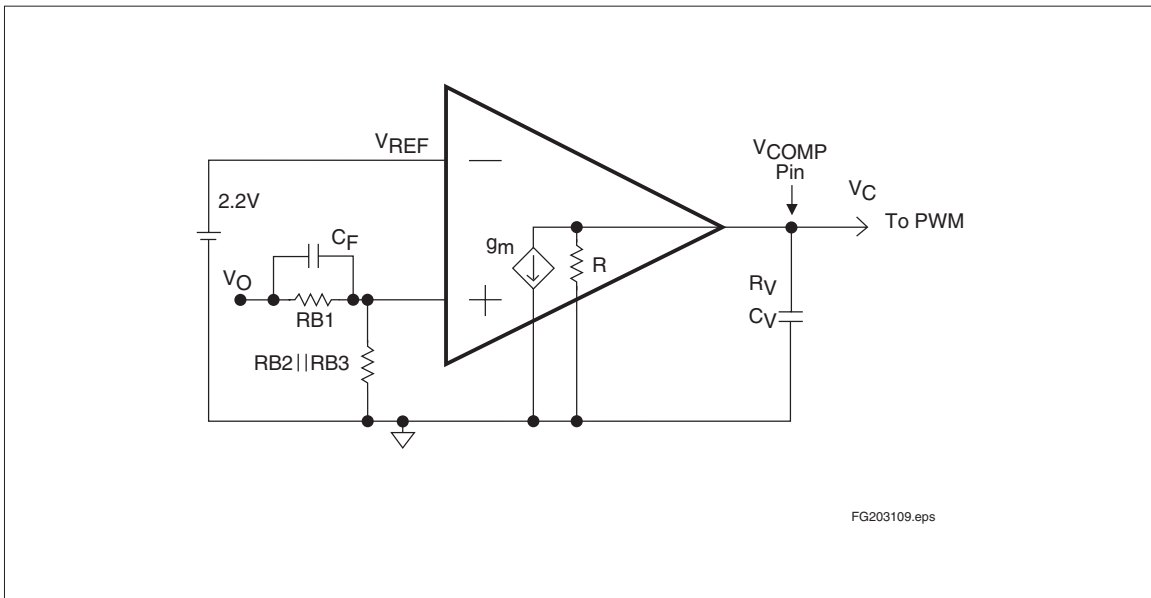 VREF
VCOMP
Pin
VC
To PWM
2.2V
gm
R
CF
VO
RB1
+
RV
CV
RB2||RB3
FG203109.eps